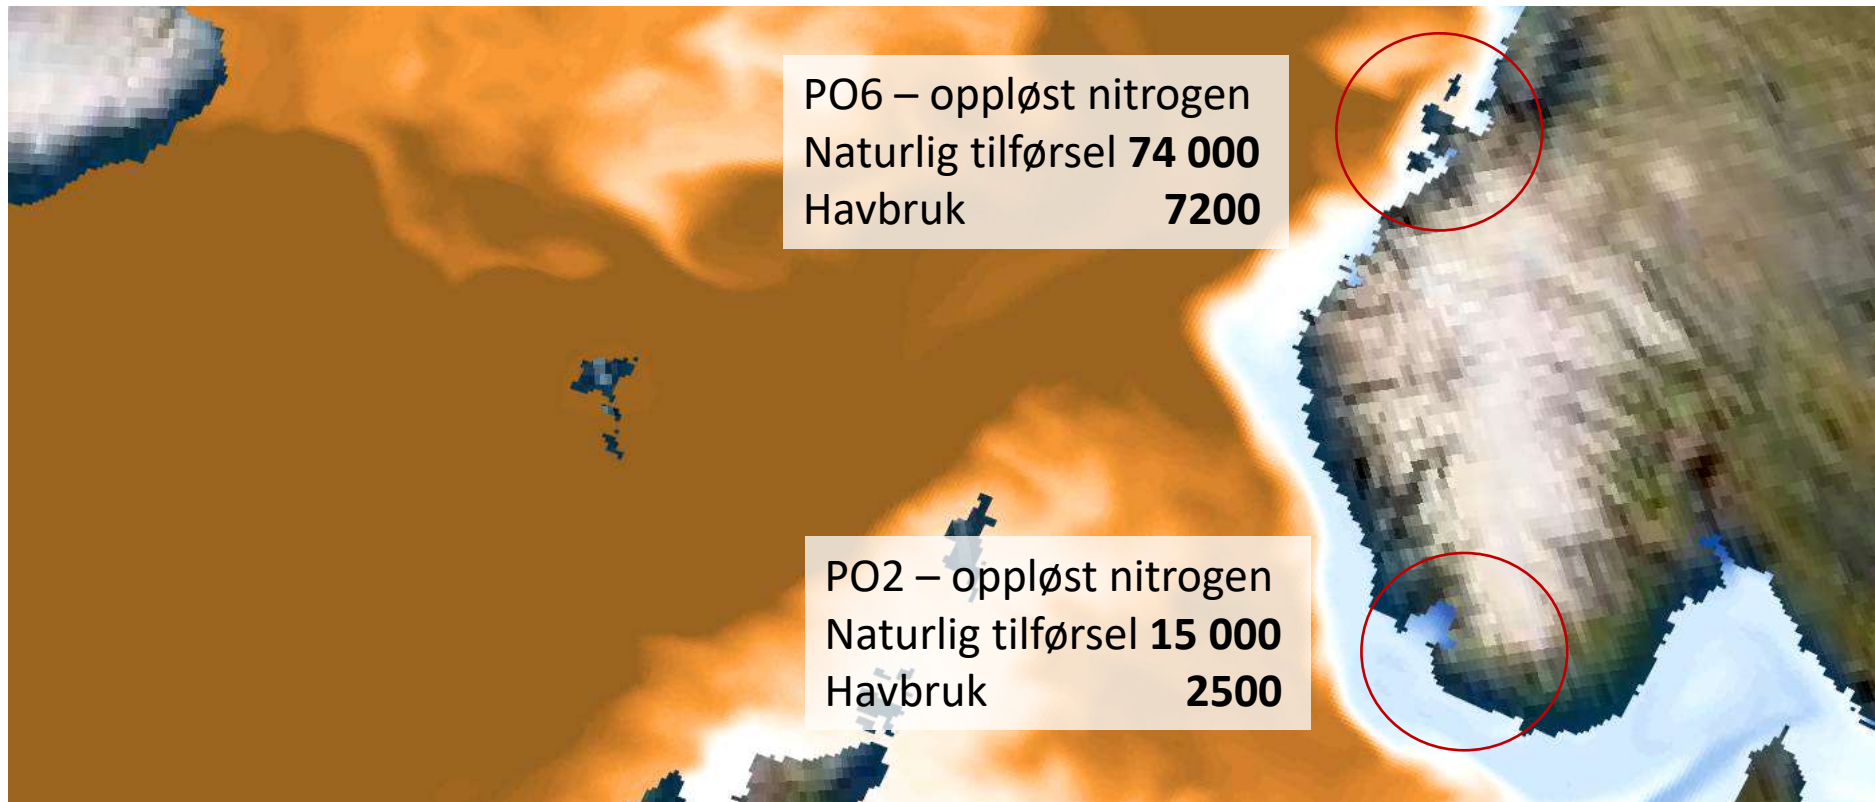 PO6 – oppløst nitrogen
Naturlig tilførsel 74 000
Havbruk 7200
PO2 – oppløst nitrogen
Naturlig tilførsel 15 000
Havbruk 2500